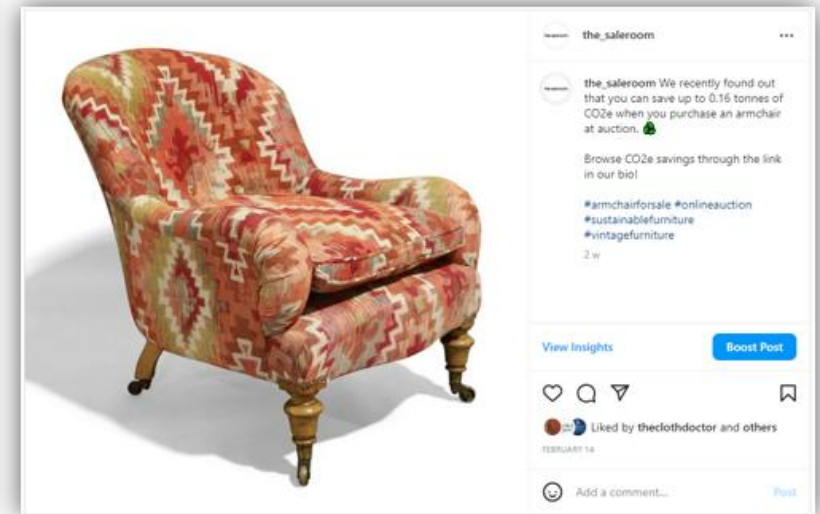 the_saleroom
the_saleroom We recently found out
that you can save up to 0.16 tonnes of
CO2e when you purchase an armchair
at auction.
Browse CO2e savings through the link
in our bio!
#armchairforsale #onlineauction
#sustainablefurniture
#vintagefurniture
2 w
View Insights
Boost Post
Liked by theclothdoctor and others
FEBRUARY 14
Add a comment...
Post